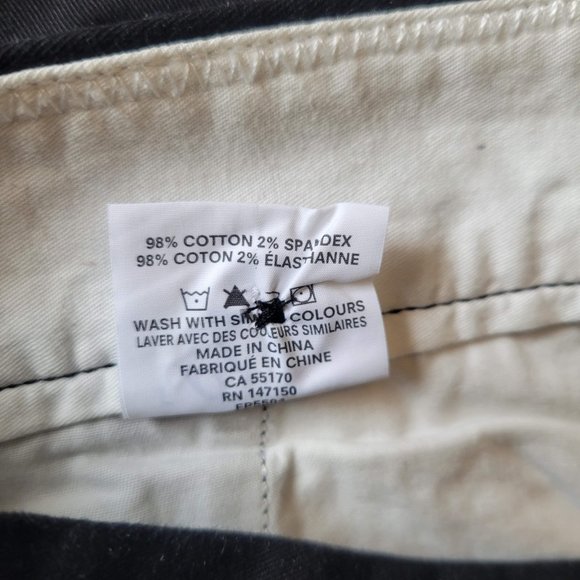 98% COTTON 2% SPANDEX
98% COTON 2% ÉLASTHANNE
WASH WITH COLOURS
LAVER AVEC DES COULEURS SIMILAIRES
MADE IN CHINA
FABRIQUÉ EN CHINE
CA 55170
RN 147150